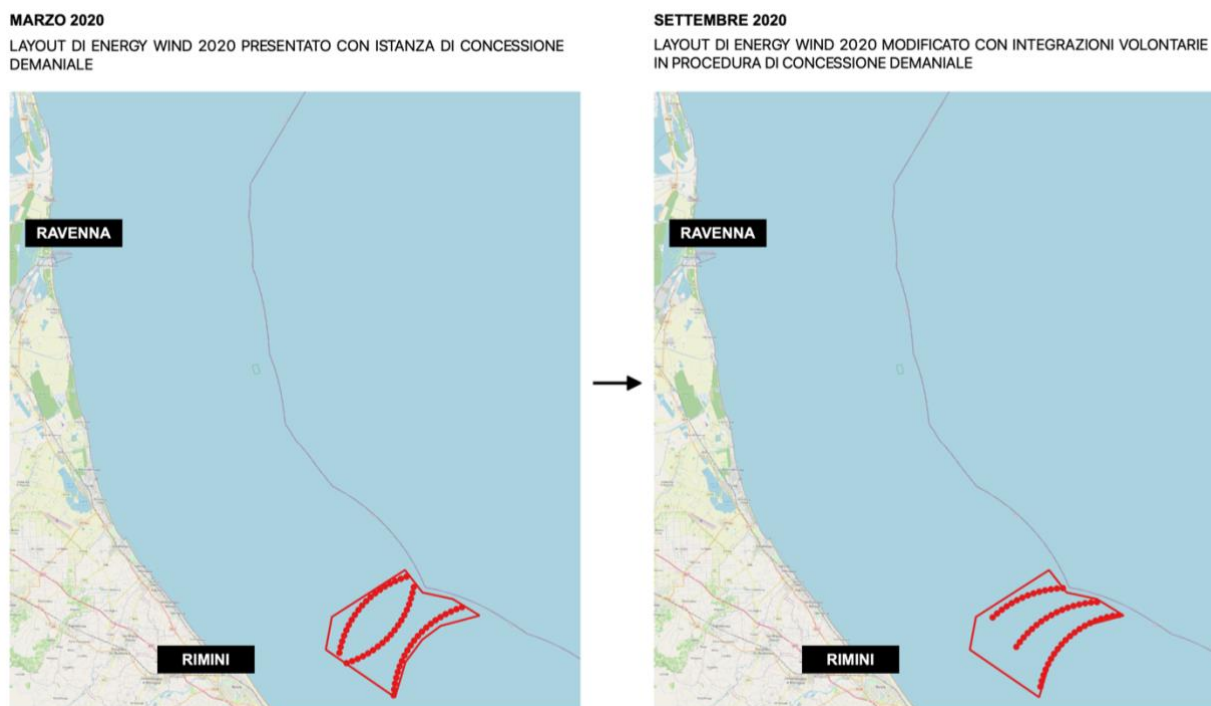 MARZO 2020
LAYOUT DI ENERGY WIND 2020 PRESENTATO CON ISTANZA DI CONCESSIONE
DEMANIALE
RAVENNA
RIMINI
SETTEMBRE 2020
LAYOUT DI ENERGY WIND 2020 MODIFICATO CON INTEGRAZIONI VOLONTARIE
IN PROCEDURA DI CONCESSIONE DEMANIALE
RAVENNA
RIMINI